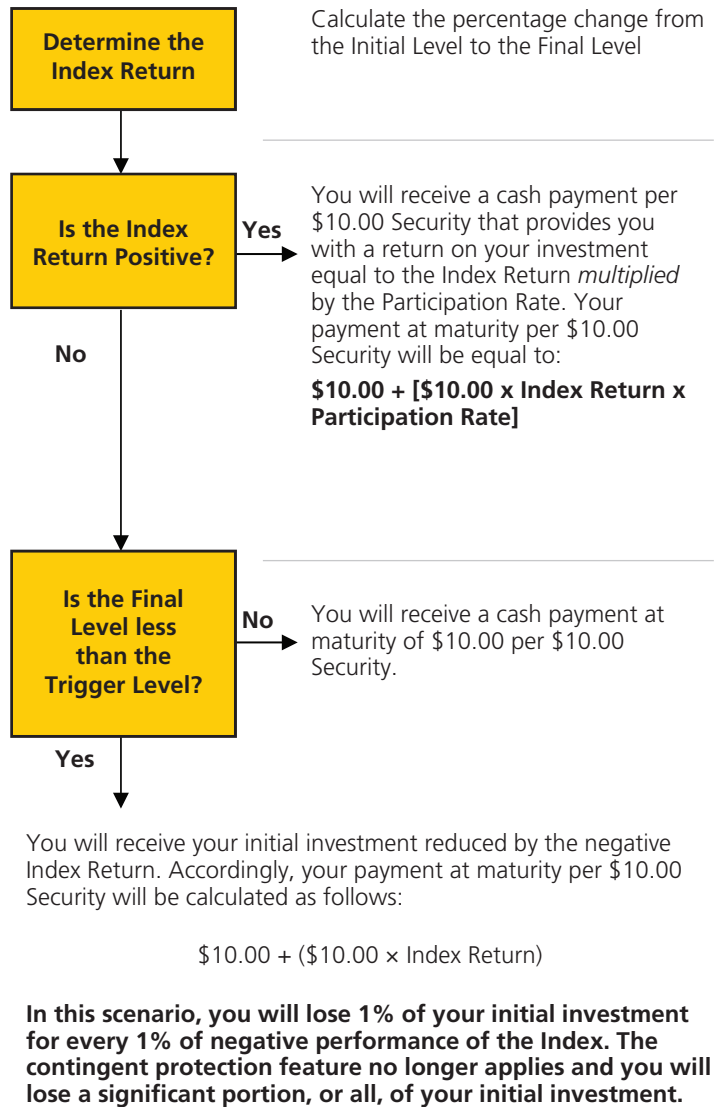 Determine the
Index Return
Calculate the percentage change from
the Initial Level to the Final Level
Is the Index
Return Positive?
Yes
You will receive a cash payment per
$10.00 Security that provides you
with a return on your investment
equal to the Index Return multiplied
by the Participation Rate. Your
payment at maturity per $10.00
Security will be equal to:
$10.00 + [$10.00 x Index Return x
Participation Rate]
No
Is the Final
Level less
than the
Trigger Level?
No
You will receive a cash payment at
maturity of $10.00 per $10.00
Security.
Yes
You will receive your initial investment reduced by the negative
Index Return. Accordingly, your payment at maturity per $10.00
Security will be calculated as follows:
$10.00 + ($10.00 × Index Return)
In this scenario, you will lose 1% of your initial investment
for every 1% of negative performance of the Index. The
contingent protection feature no longer applies and you will
lose a significant portion, or all, of your initial investment.